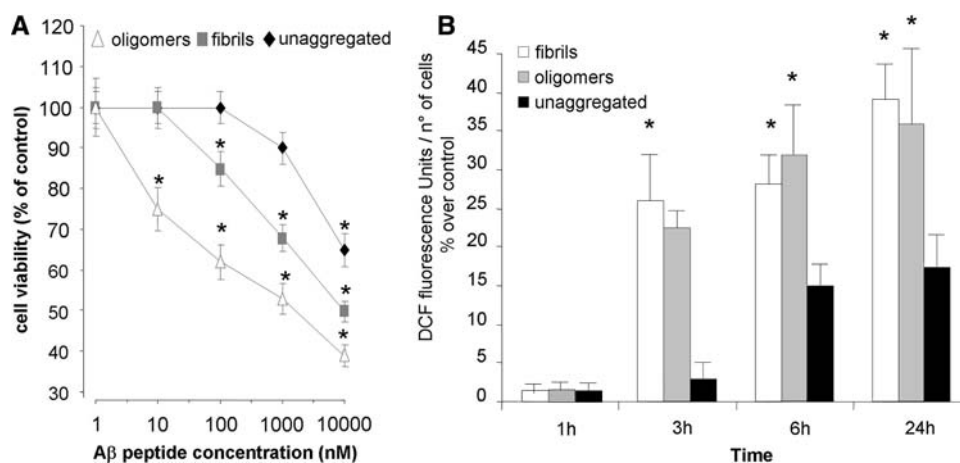 A
oligomers fibrils unaggregated
cell viability (% of control)
120
110
100
90
80
70
60
50
40
30
*
*
*
*
*
*
*
*
1 10 100 1000 10000
Aβ peptide concentration (nM)
B
fibrils
oligomers
unaggregated
DCF fluorescence Units / n° of cells
% over control
45
40
35
30
25
20
15
10
5
0
*
*
*
*
*
1h 3h 6h 24h
Time